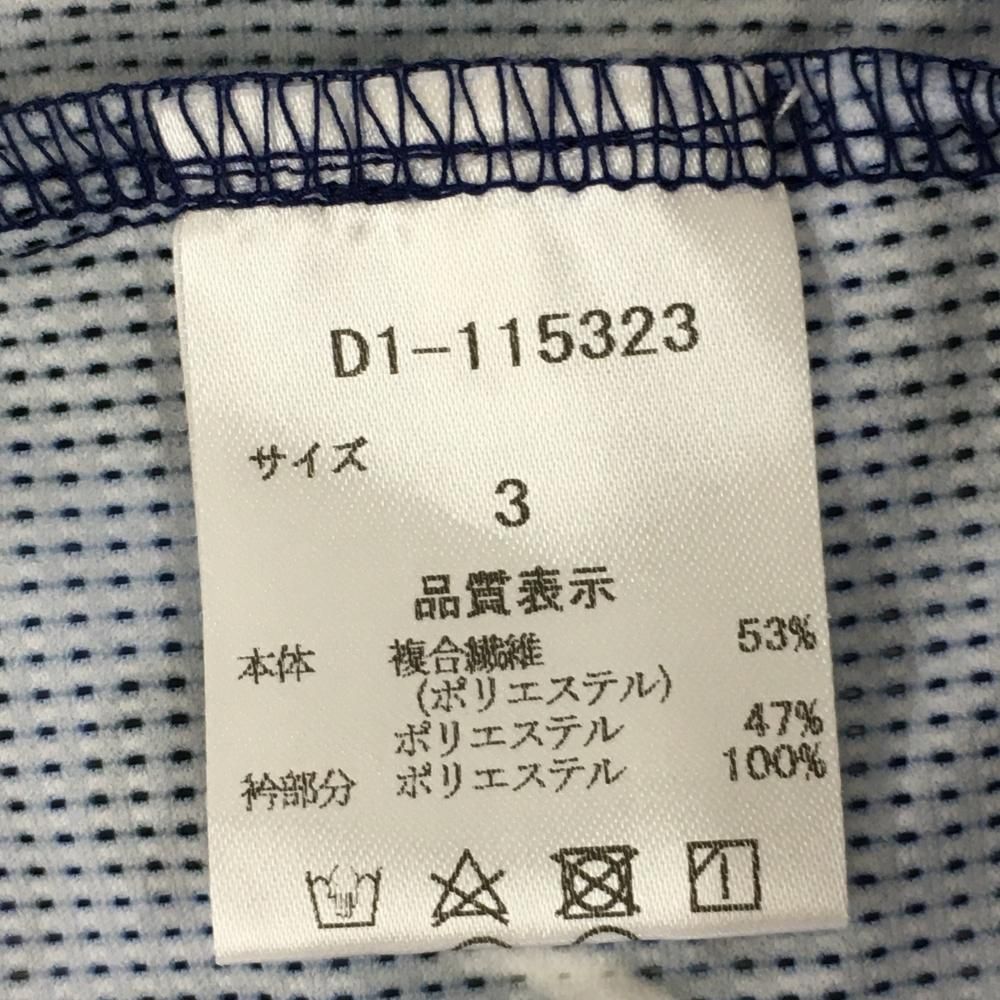 D1-115323
サイズ
3
品質表示
本体 複合繊維 53%
(ポリエステル)
ポリエステル 47%
衿部分 ポリエステル 100%